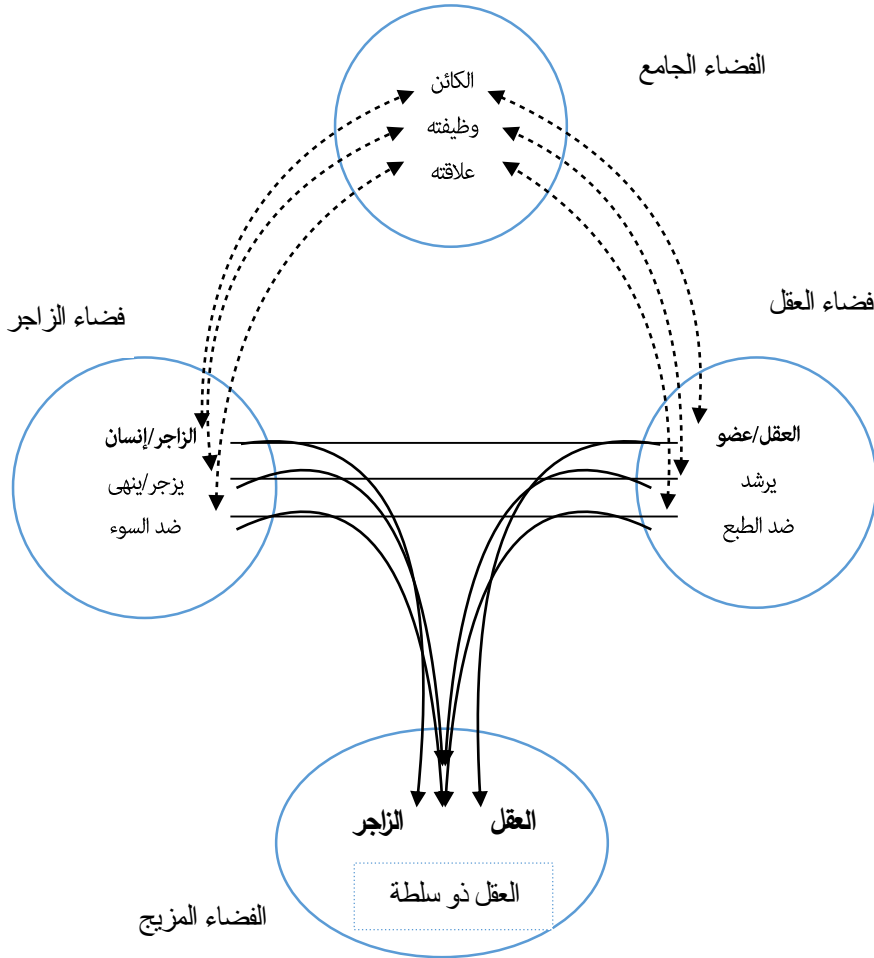 الفضاء الجامع
الكائن
وظيفته
علاقته
فضاء العقل
فضاء الزاجر
العقل/عضو
يرشد
ضد الطبع
الزاجر/إنسان
يزجر/ينهى
ضد السوء
العقل
الزاجر
العقل ذو سلطة
الفضاء المزيج